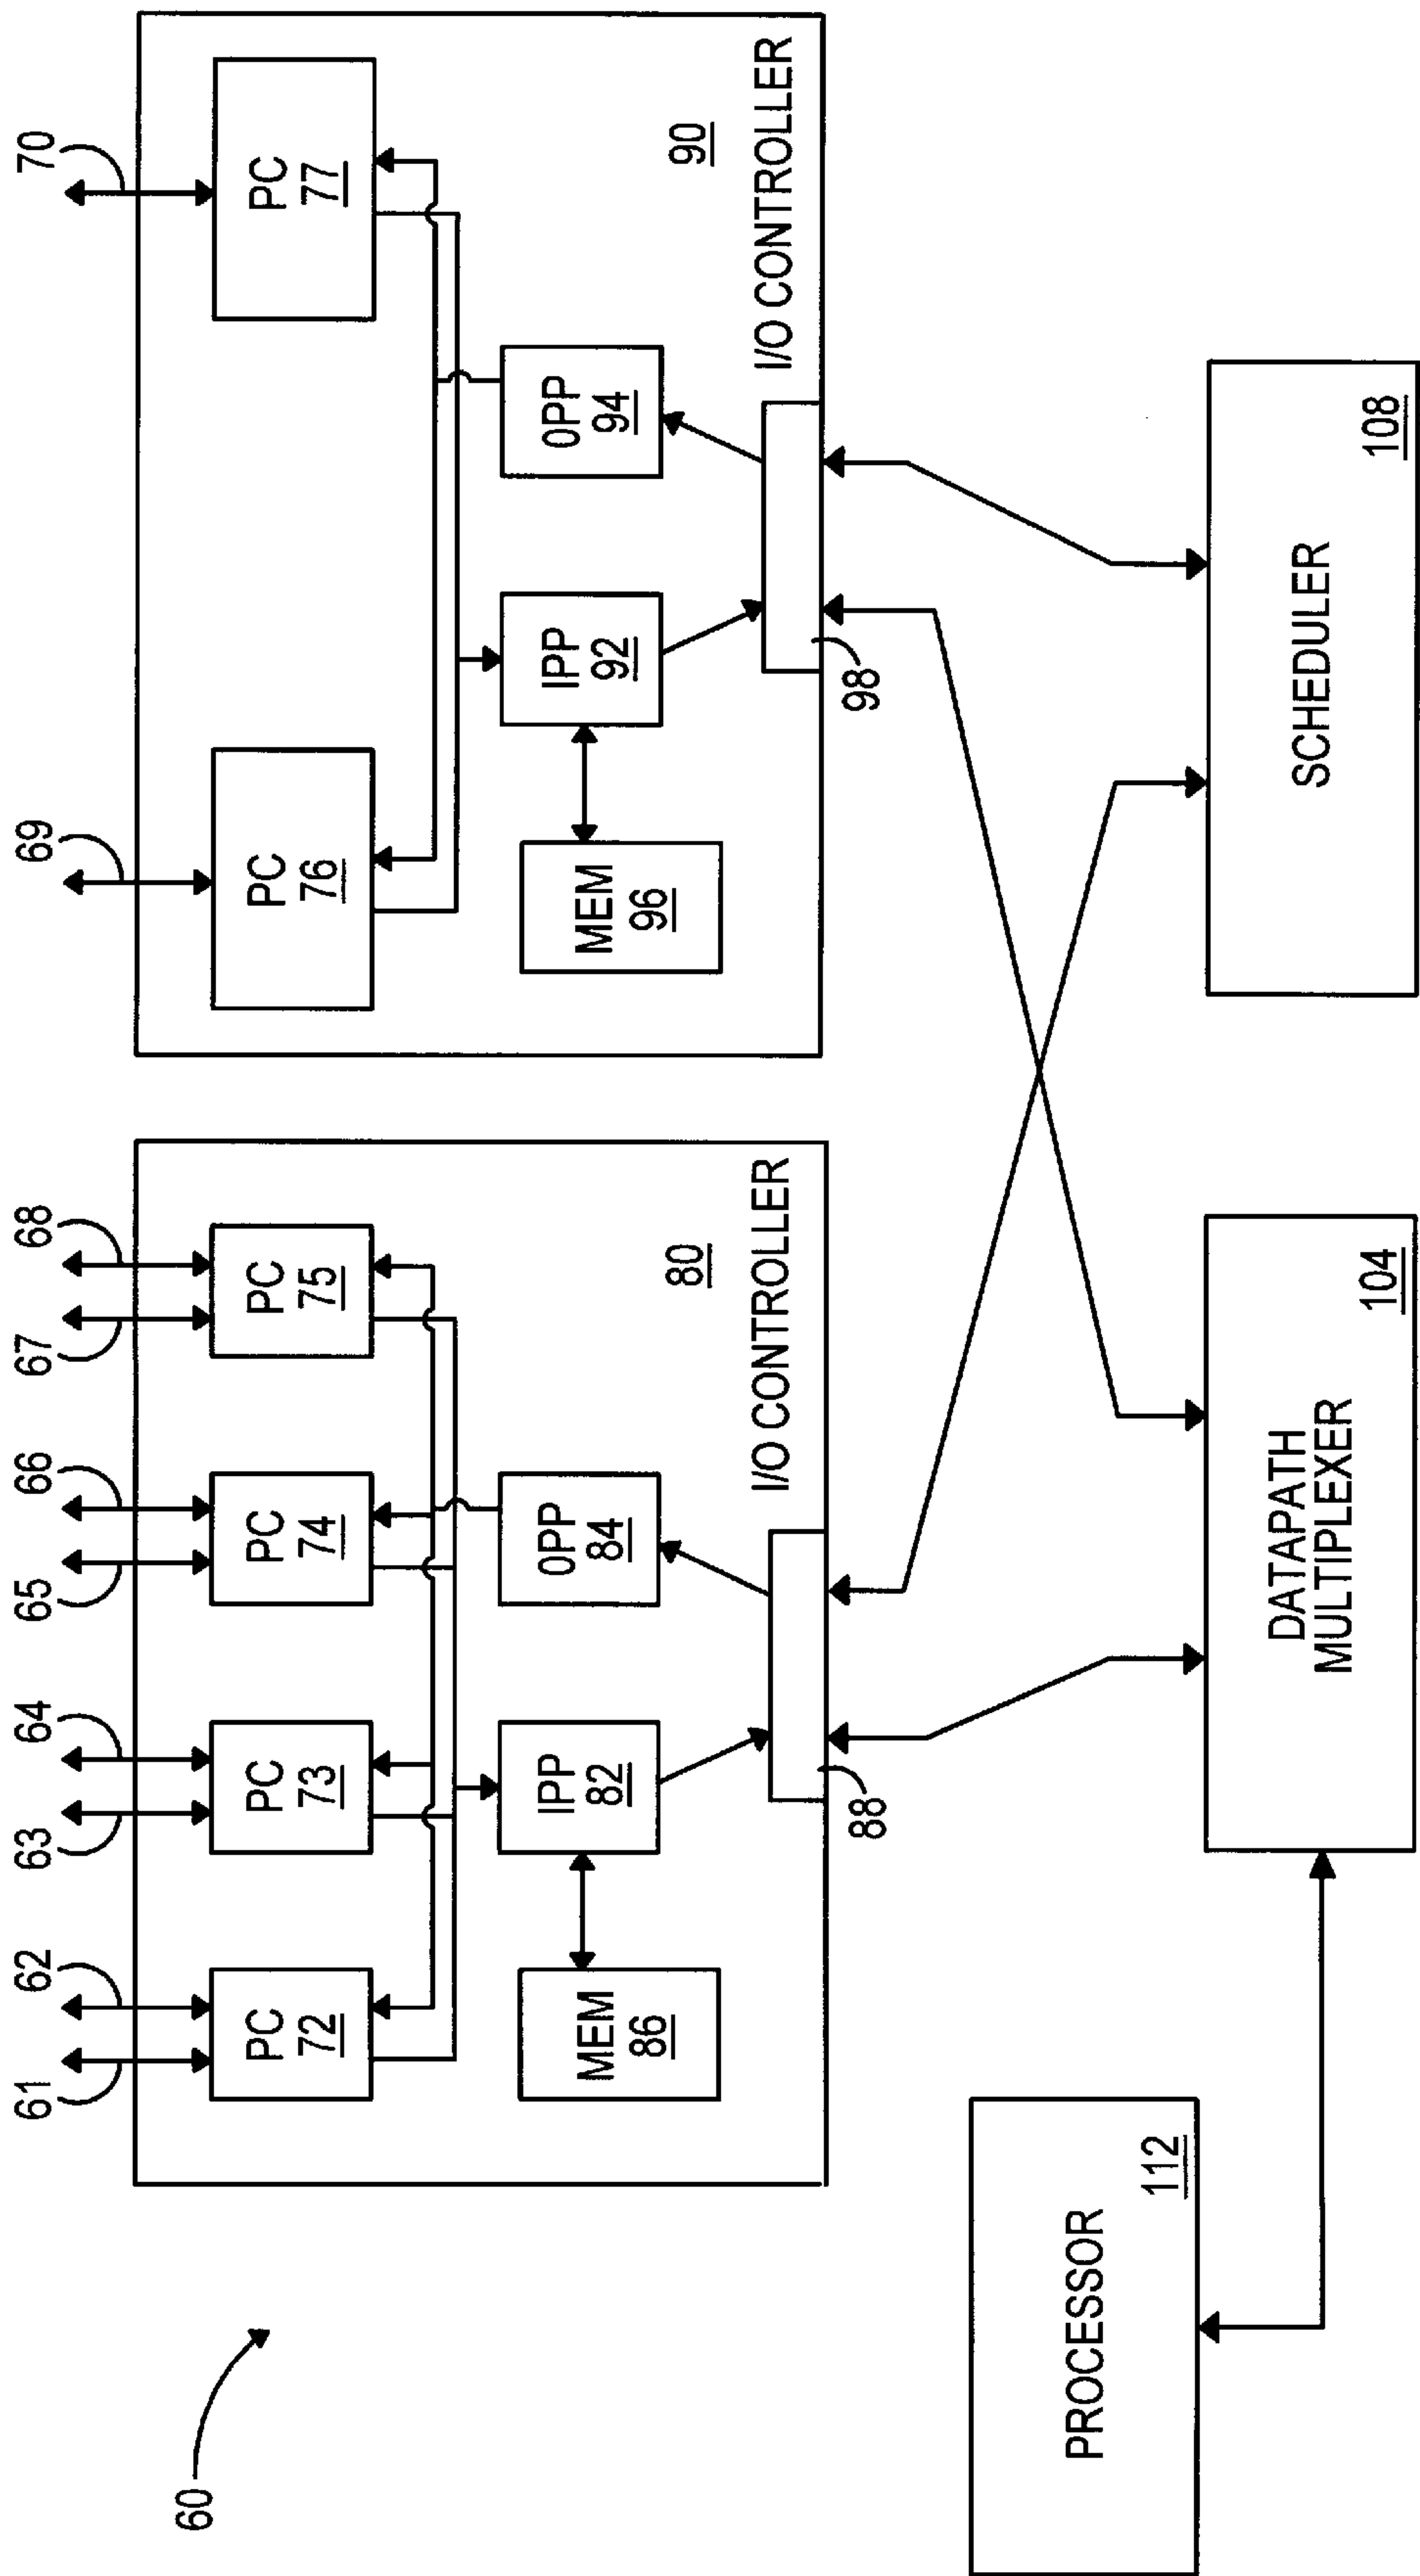 60
61
62
63
64
65
66
67
68
69
70
PC
72
PC
73
PC
74
PC
75
PC
76
PC
77
MEM
86
IPP
82
0PP
84
80
I/O CONTROLLER
88
MEM
96
IPP
92
0PP
94
90
I/O CONTROLLER
98
PROCESSOR
112
DATAPATH
MULTIPLEXER
104
SCHEDULER
108